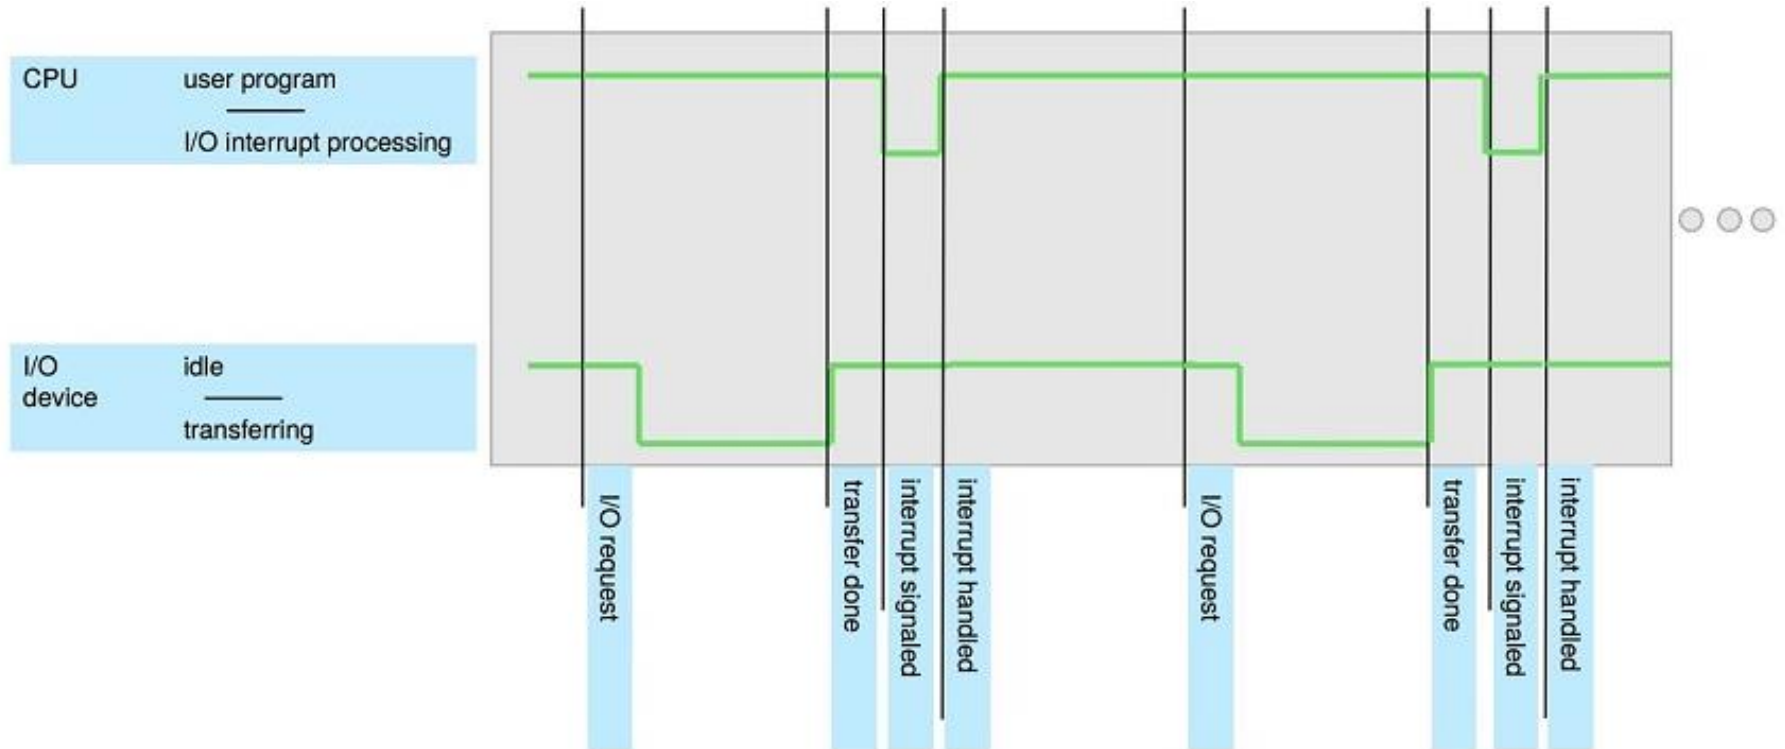 CPU
user program
I/O interrupt processing
I/O
device
idle
transferring
I/O request
transfer done
interrupt signaled
interrupt handled
I/O request
transfer done
interrupt signaled
interrupt handled